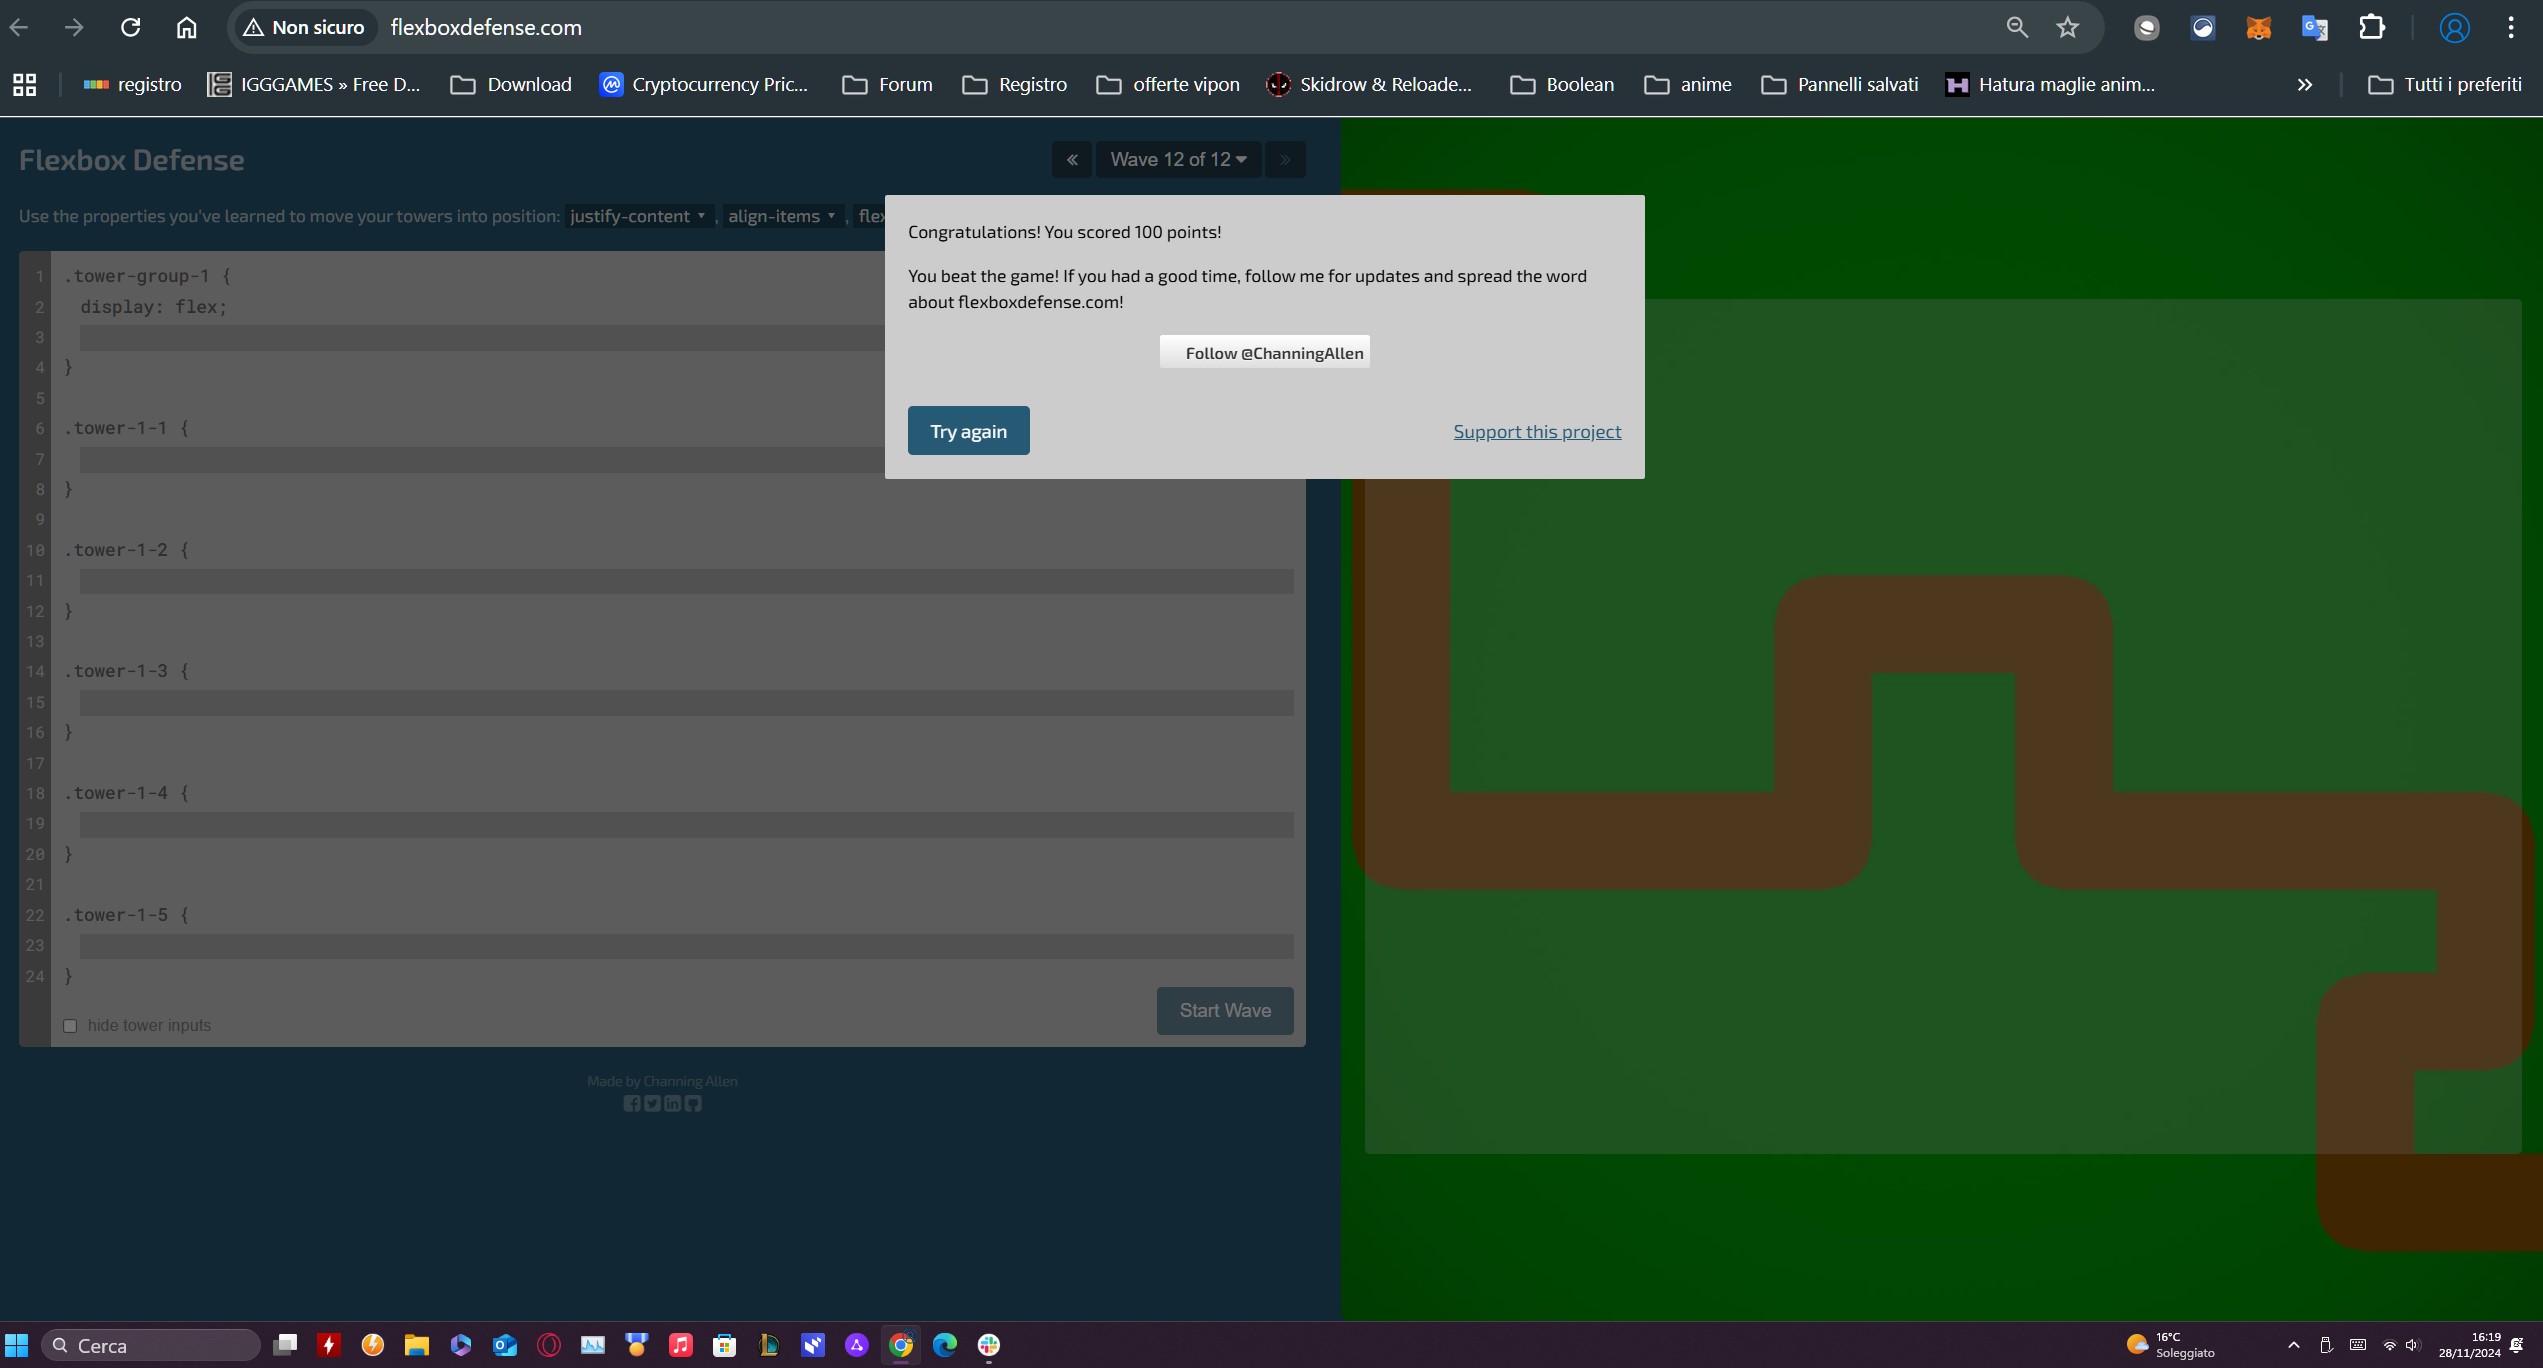 Non sicuro
flexboxdefense.com
registro
IGGGAMES » Free D...
Download
Cryptocurrency Pric...
Forum
Registro
offerte vipon
Skidrow & Reloade...
Boolean
anime
Pannelli salvati
Hatura maglie anim...
»
Tutti i preferiti
Flexbox Defense
« Wave 12 of 12 ▾ »
Use the properties you've learned to move your towers into position: justify-content ▾ , align-items ▾ , flex
Congratulations! You scored 100 points!
You beat the game! If you had a good time, follow me for updates and spread the word
about flexboxdefense.com!
Follow @ChanningAllen
Try again
Support this project
1 .tower-group-1 {
2 display: flex;
3
4 }
5
6 .tower-1-1 {
7
8 }
9
10 .tower-1-2 {
11
12 }
13
14 .tower-1-3 {
15
16 }
17
18 .tower-1-4 {
19
20 }
21
22 .tower-1-5 {
23
24 }
hide tower inputs
Start Wave
Made by Channing Allen
Cerca
16°C
Soleggiato
16:19
28/11/2024